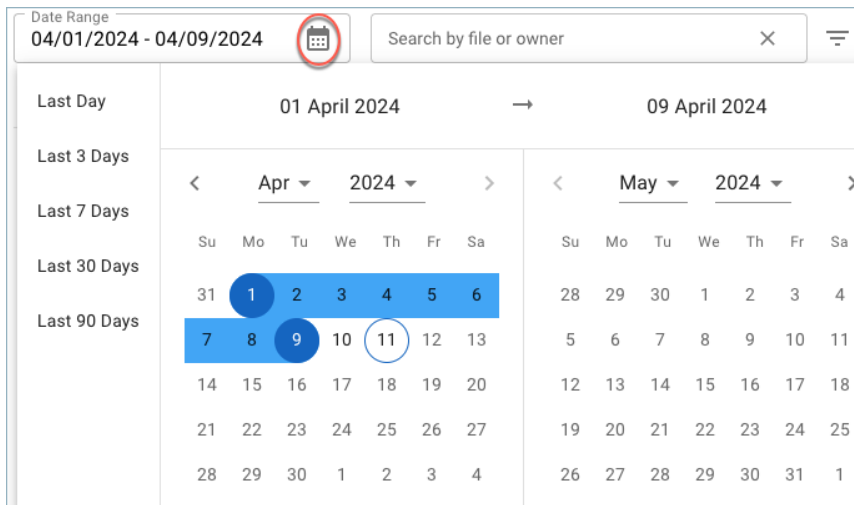 Date Range
04/01/2024 - 04/09/2024
Search by file or owner
Last Day
Last 3 Days
Last 7 Days
Last 30 Days
Last 90 Days
01 April 2024 → 09 April 2024
Apr 2024
Su Mo Tu We Th Fr Sa
31 1 2 3 4 5 6
7 8 9 10 11 12 13
14 15 16 17 18 19 20
21 22 23 24 25 26 27
28 29 30 1 2 3 4
May 2024
Su Mo Tu We Th Fr Sa
28 29 30 1 2 3 4
5 6 7 8 9 10 11
12 13 14 15 16 17 18
19 20 21 22 23 24 25
26 27 28 29 30 31 1